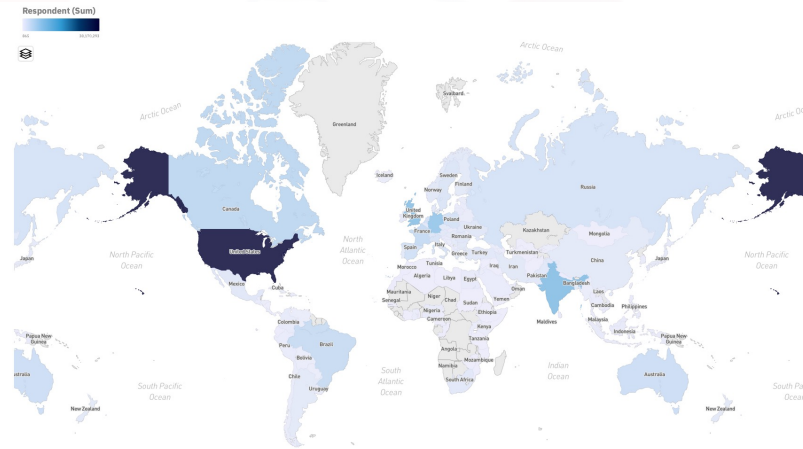 Respondent (Sum)
Arctic Ocean
Svalbard
Greenland
Arctic Ocean
Arctic Oc
Iceland
Sweden
Finland
Norway
Russia
Canada
United
Kingdom
Poland
Ukraine
France
Romania
Kazakhstan
Mongolia
Spain
Italy
Greece
Turkey
Turkmenistan
United States
North
Atlantic
Ocean
North Pacific
Ocean
North Pacific
Ocean
Japan
China
Japan
Tunisia
Morocco
Algeria
Libya
Egypt
Iraq
Iran
Pakistan
Bangladesh
Mexico
Cuba
Mauritania
Senegal
Niger
Chad
Sudan
Yemen
Oman
Laos
Nigeria
Cameroon
Ethiopia
Cambodia
Philippines
Maldives
Malaysia
Colombia
Kenya
Indonesia
Papua New
Guinea
Papua New
Guinea
Peru
Brazil
Tanzania
Angola
Bolivia
Mozambique
Namibia
South
Atlantic
Ocean
Indian
Ocean
Chile
Uruguay
South Africa
Australia
stralia
South Pacific
Ocean
South Pa
Ocea
New Zealand
New Zealand